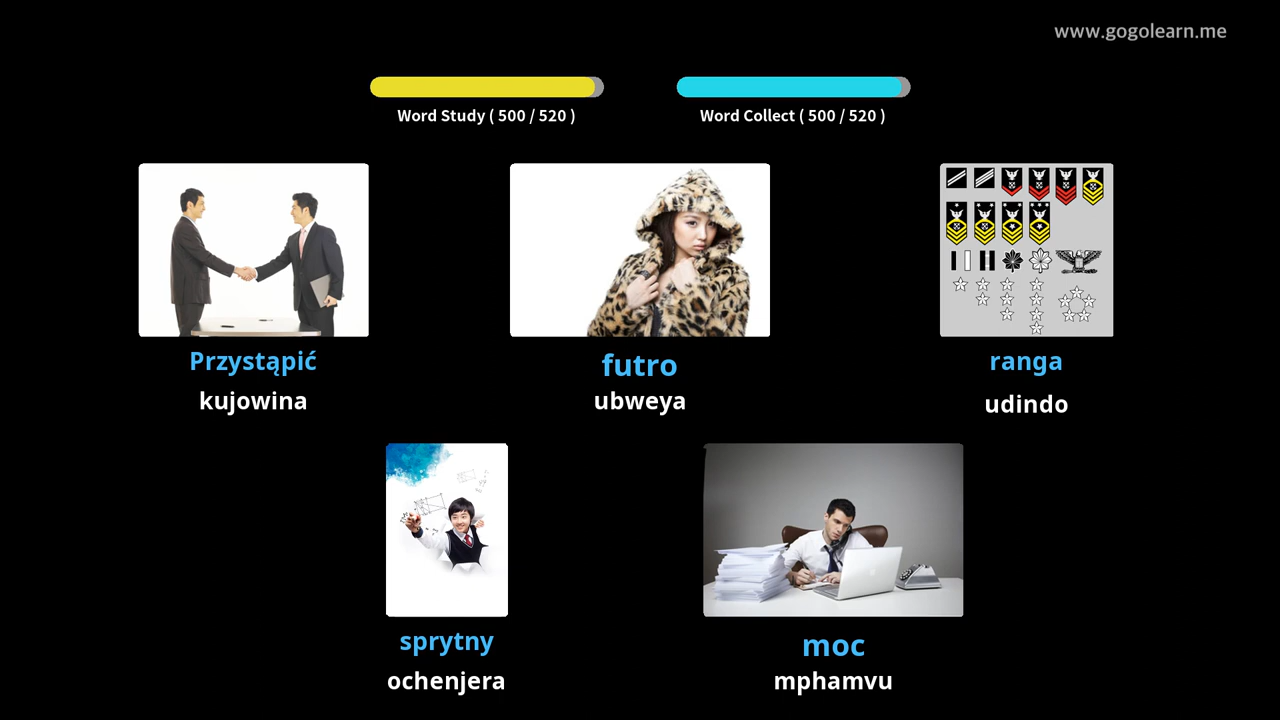 www.gogolearn.me
Word Study ( 500 / 520 )
Word Collect ( 500 / 520 )
Przystąpić
kujowina
futro
ubweya
ranga
udindo
sprytny
ochenjera
moc
mphamvu